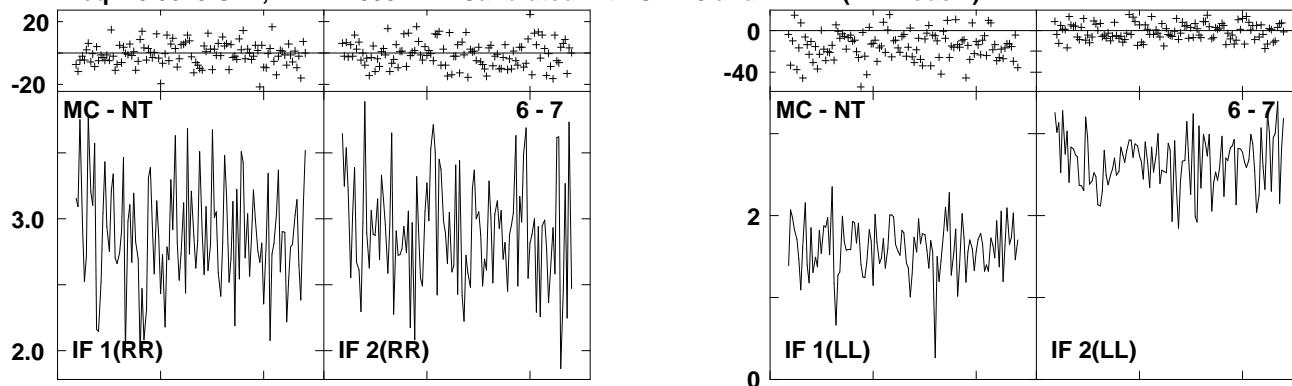 20
-20
MC - NT
6 - 7
3.0
2.0
IF 1(RR)
IF 2(RR)
0
-40
MC - NT
6 - 7
2
0
IF 1(LL)
IF 2(LL)